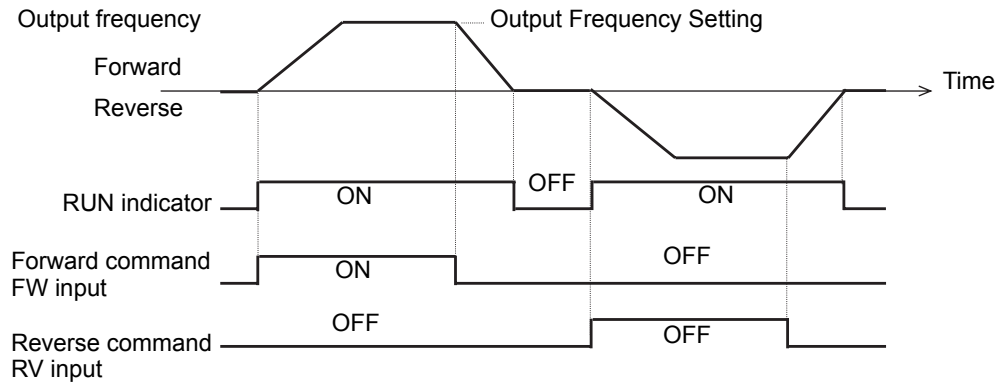 Output frequency
Output Frequency Setting
Forward
Time
Reverse
RUN indicator
ON
OFF
ON
Forward command
FW input
ON
OFF
Reverse command
RV input
OFF
OFF